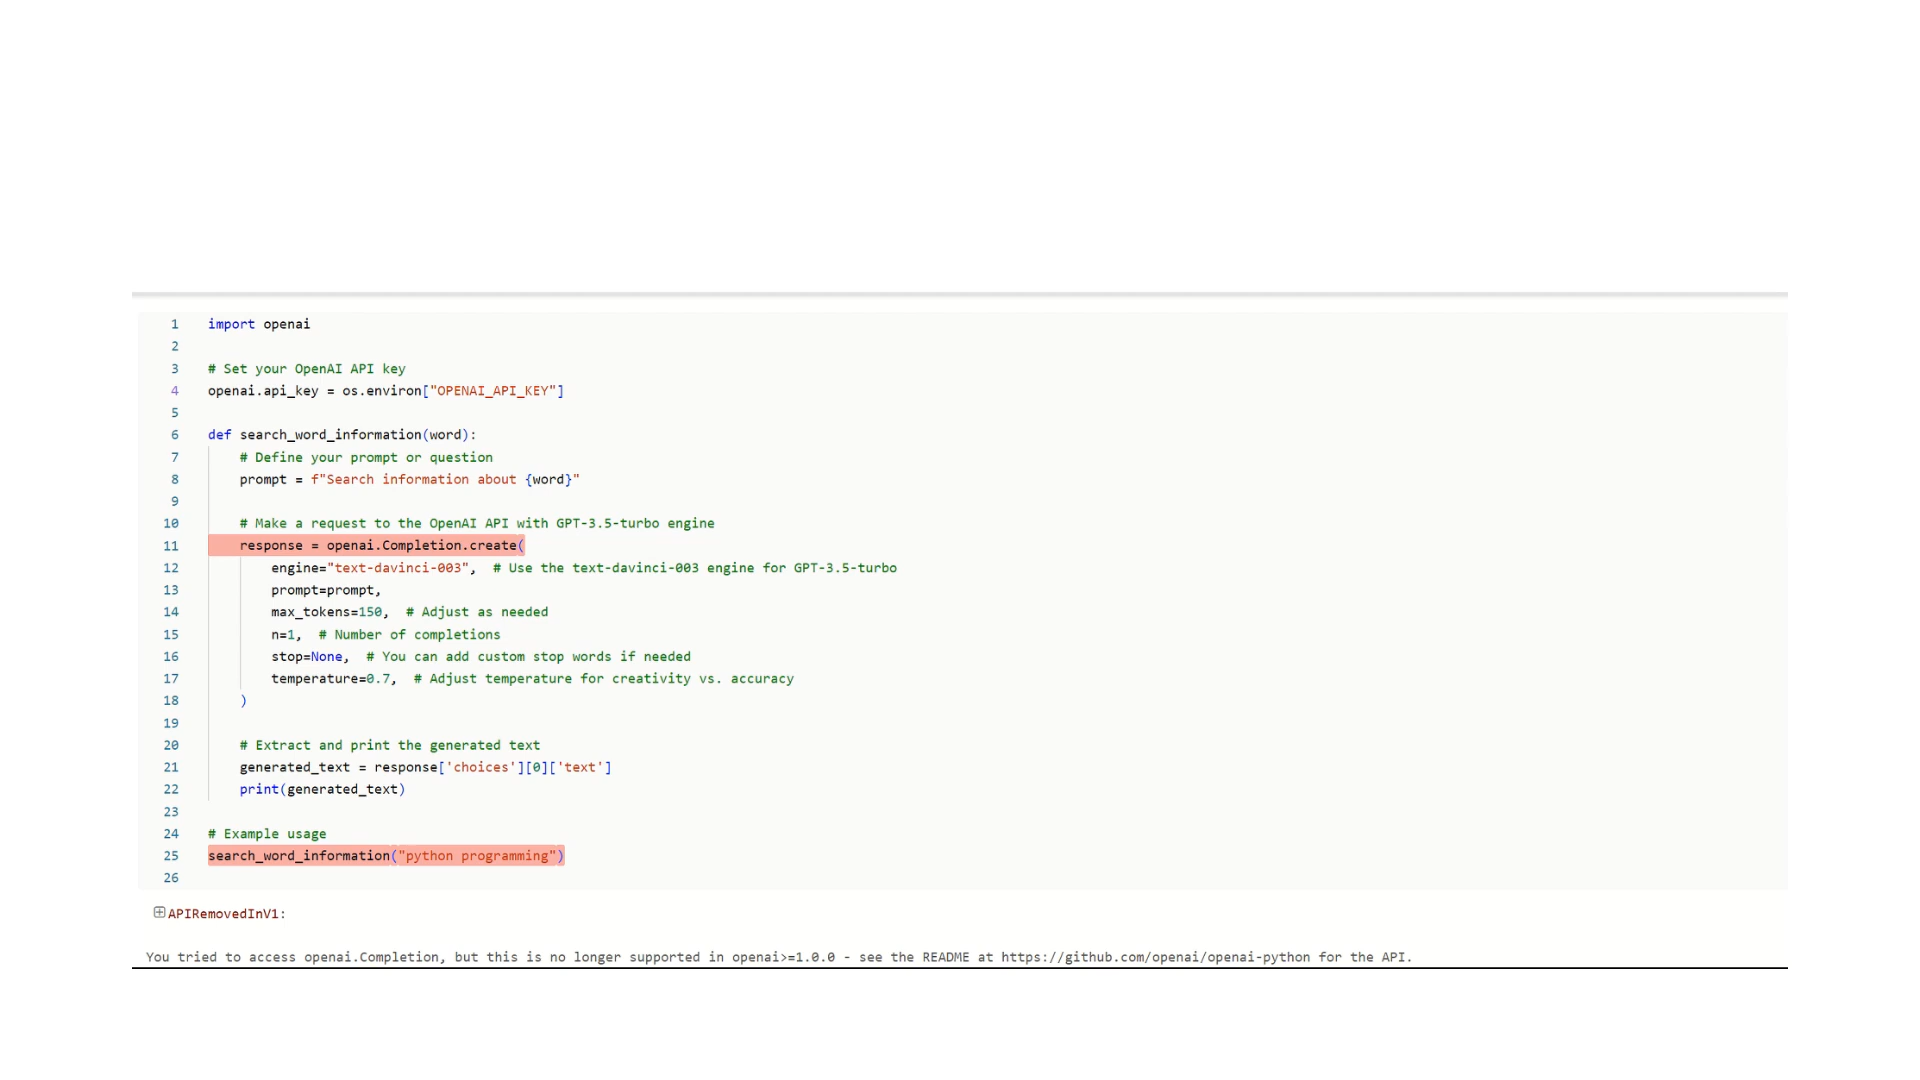 1 import openai
2
3 # Set your OpenAI API key
4 openai.api_key = os.environ["OPENAI_API_KEY"]
5
6 def search_word_information(word):
7     # Define your prompt or question
8     prompt = f"Search information about {word}"
9
10     # Make a request to the OpenAI API with GPT-3.5-turbo engine
11     response = openai.Completion.create(
12         engine="text-davinci-003",  # Use the text-davinci-003 engine for GPT-3.5-turbo
13         prompt=prompt,
14         max_tokens=150,  # Adjust as needed
15         n=1,  # Number of completions
16         stop=None,  # You can add custom stop words if needed
17         temperature=0.7,  # Adjust temperature for creativity vs. accuracy
18     )
19
20     # Extract and print the generated text
21     generated_text = response['choices'][0]['text']
22     print(generated_text)
23
24 # Example usage
25 search_word_information("python programming")
26
APIRemovedInV1:
You tried to access openai.Completion, but this is no longer supported in openai>=1.0.0 - see the README at https://github.com/openai/openai-python for the API.